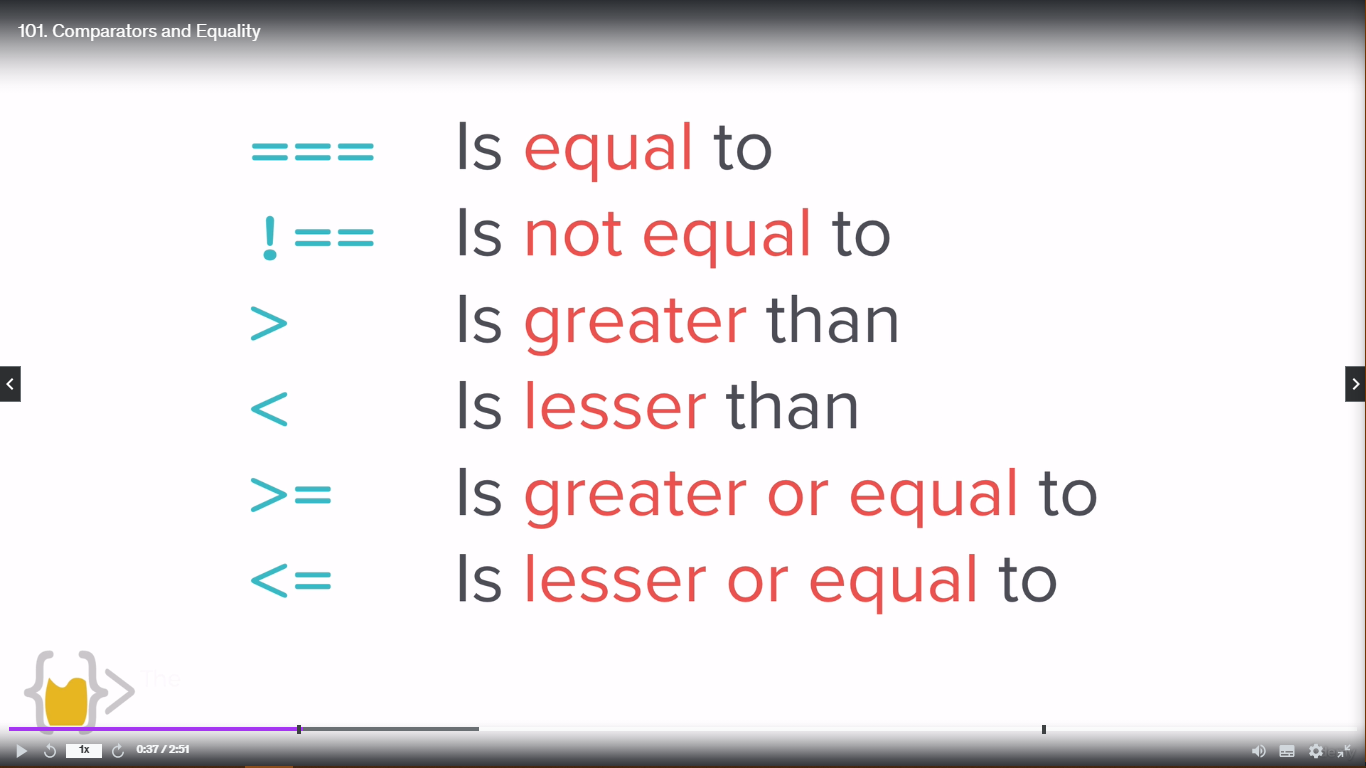 101. Comparators and Equality
=== Is equal to
!== Is not equal to
> Is greater than
< Is lesser than
>= Is greater or equal to
<= Is lesser or equal to
The
1x 0:37 / 2:51